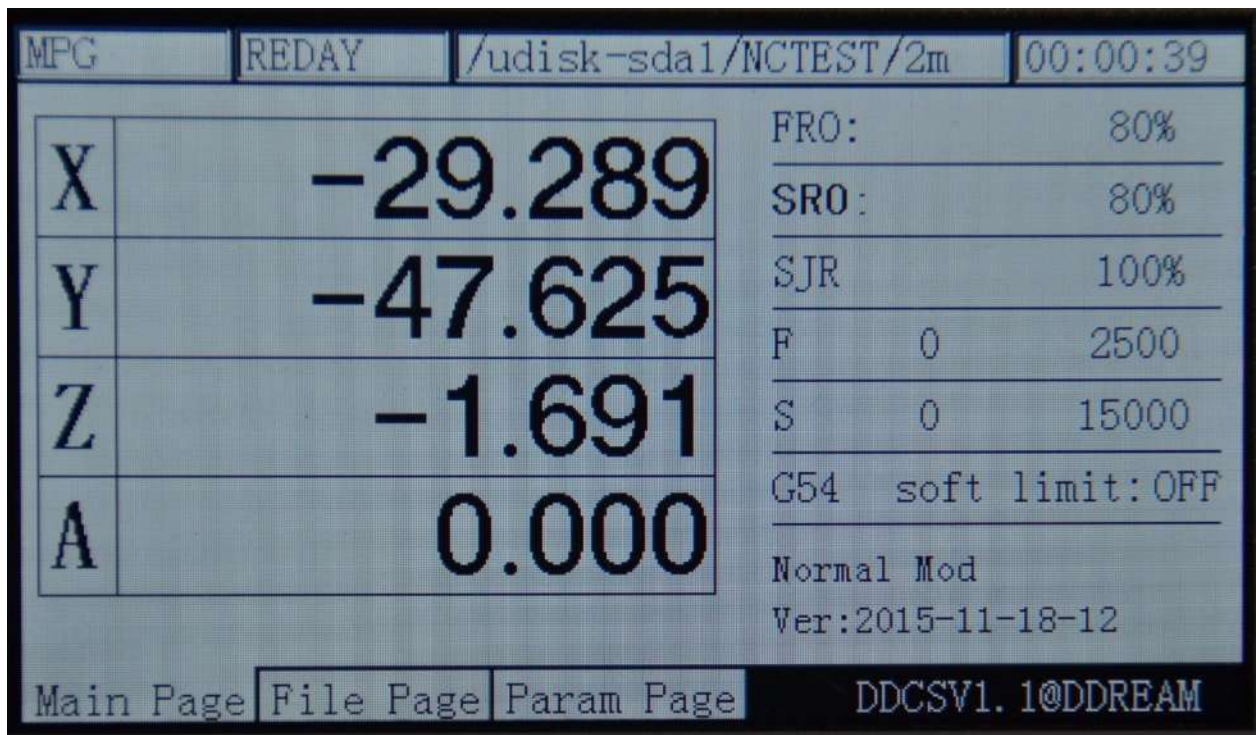 MPG REDAY /udisk-sda1/NCTEST/2m 00:00:39
X -29.289
Y -47.625
Z -1.691
A 0.000
FRO: 80%
SRO: 80%
SJR 100%
F 0 2500
S 0 15000
G54 soft limit:OFF
Normal Mod
Ver:2015-11-18-12
Main Page File Page Param Page DDCSV1.1@DDREAM